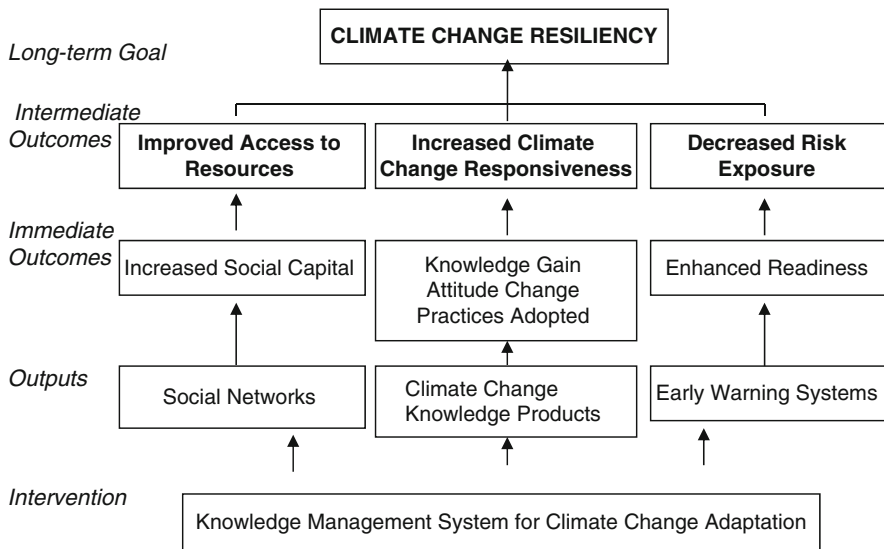 CLIMATE CHANGE RESILIENCY
Long-term Goal
Intermediate
Outcomes
Improved Access to
Resources
Increased Climate
Change Responsiveness
Decreased Risk
Exposure
Immediate
Outcomes
Increased Social Capital
Knowledge Gain
Attitude Change
Practices Adopted
Enhanced Readiness
Outputs
Social Networks
Climate Change
Knowledge Products
Early Warning Systems
Intervention
Knowledge Management System for Climate Change Adaptation